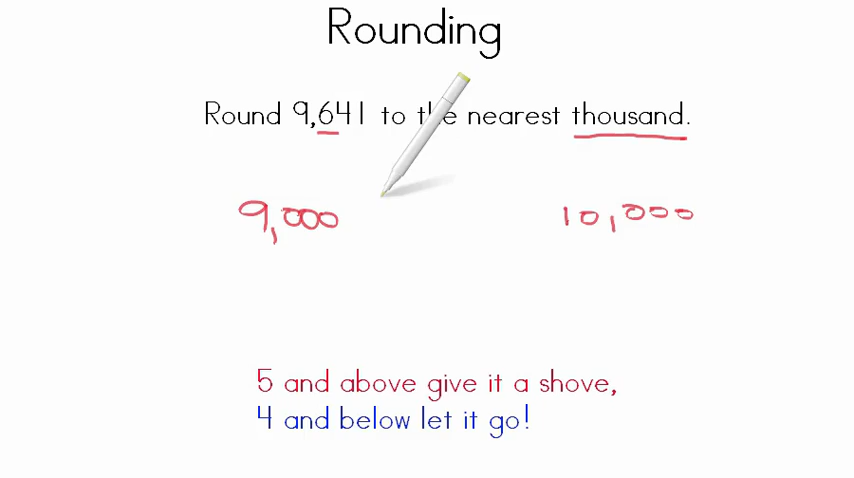 Rounding
Round 9,641 to the nearest thousand.
9,000 10,000
5 and above give it a shove,
4 and below let it go!